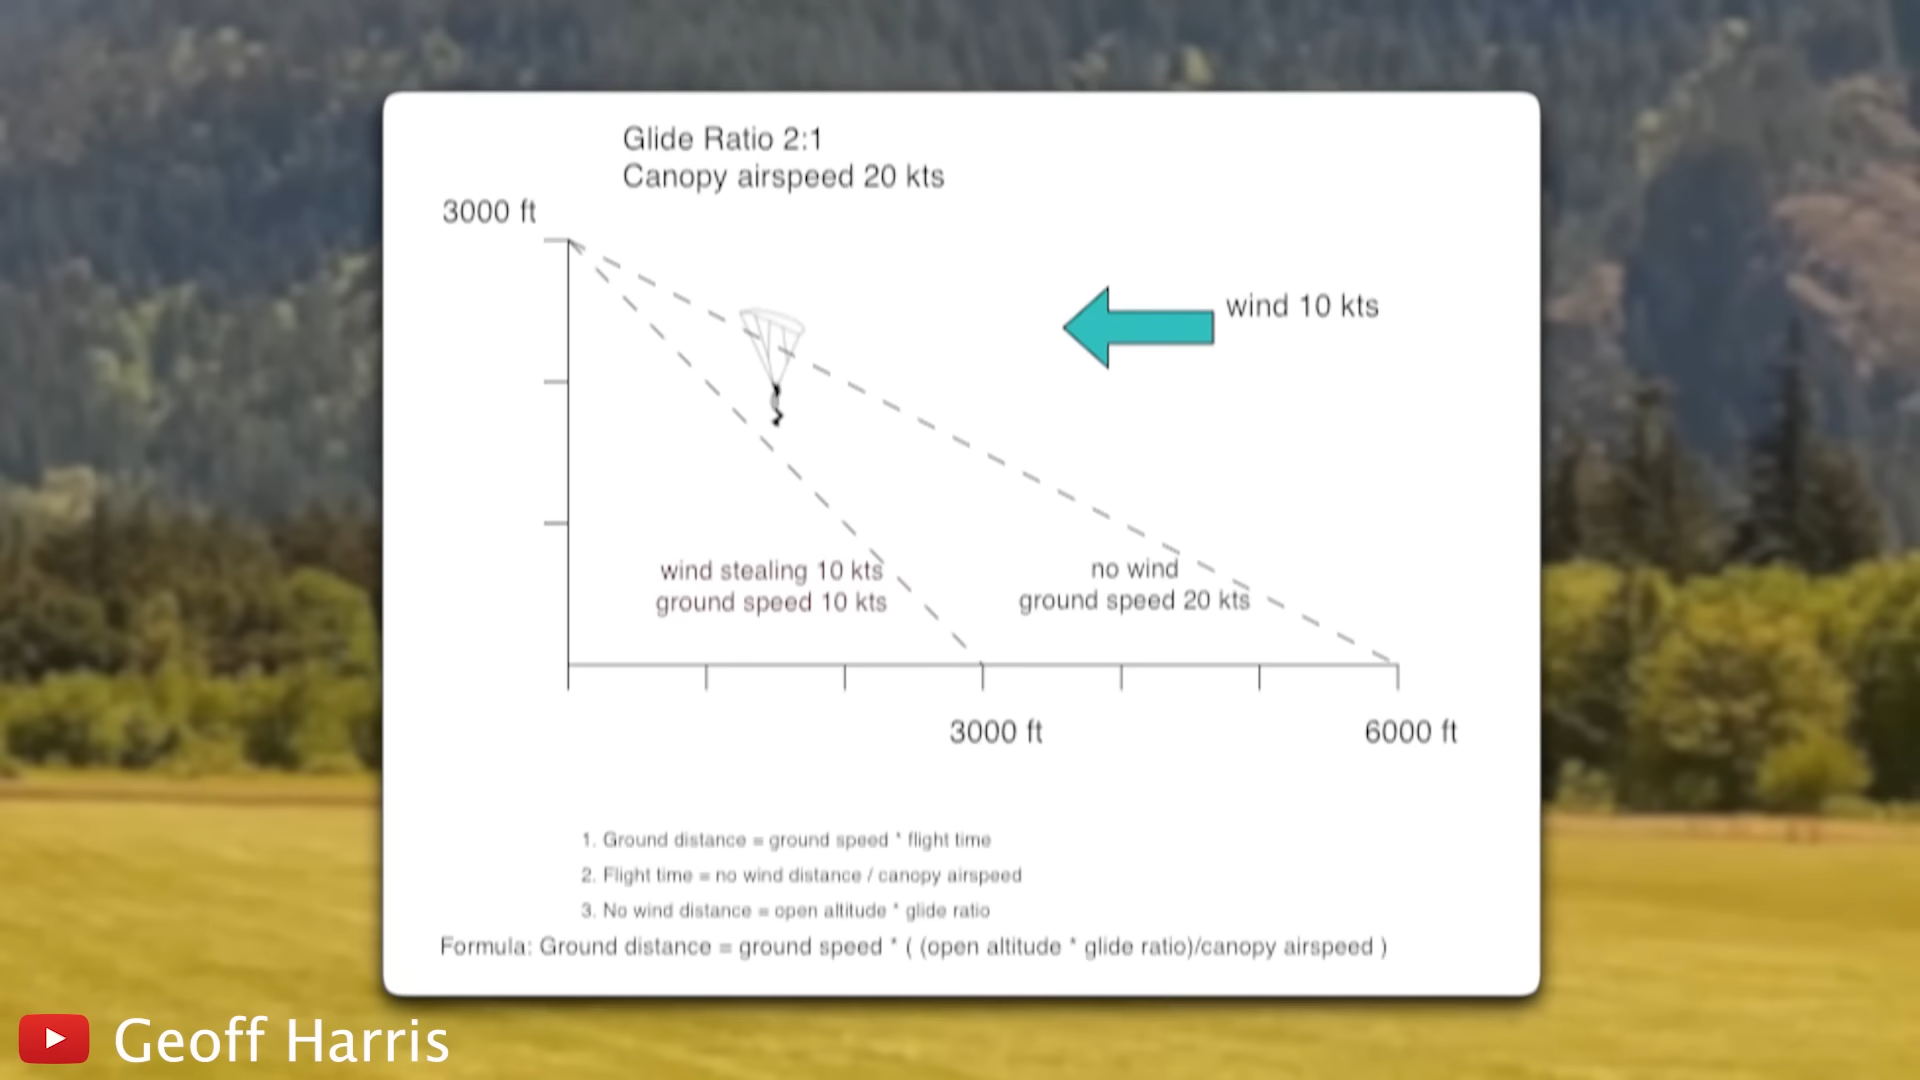 Glide Ratio 2:1
Canopy airspeed 20 kts
3000 ft
wind 10 kts
wind stealing 10 kts
ground speed 10 kts
no wind
ground speed 20 kts
3000 ft
6000 ft
1. Ground distance = ground speed * flight time
2. Flight time = no wind distance / canopy airspeed
3. No wind distance = open altitude * glide ratio
Formula: Ground distance = ground speed * ( (open altitude * glide ratio)/canopy airspeed )
Geoff Harris